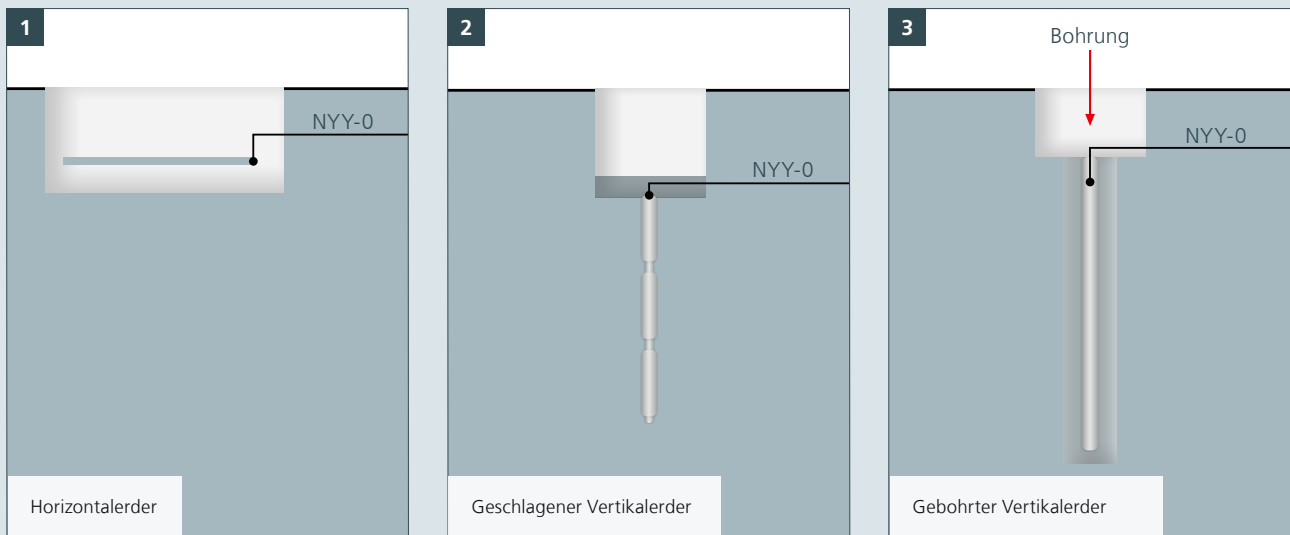 1
NYY-0
Horizontalerder
2
NYY-0
Geschlagener Vertikalerder
3
Bohrung
NYY-0
Gebohrter Vertikalerder